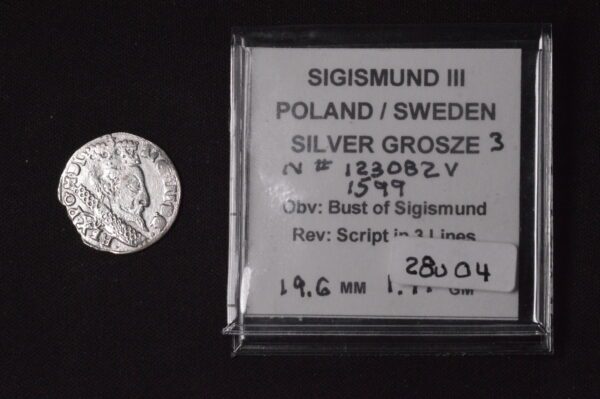 SIGISMUND III
POLAND / SWEDEN
SILVER GROSZE 3
N # 123082V
1599
Obv: Bust of Sigismund
Rev: Script in 3 Lines
28004
19.6 MM GM